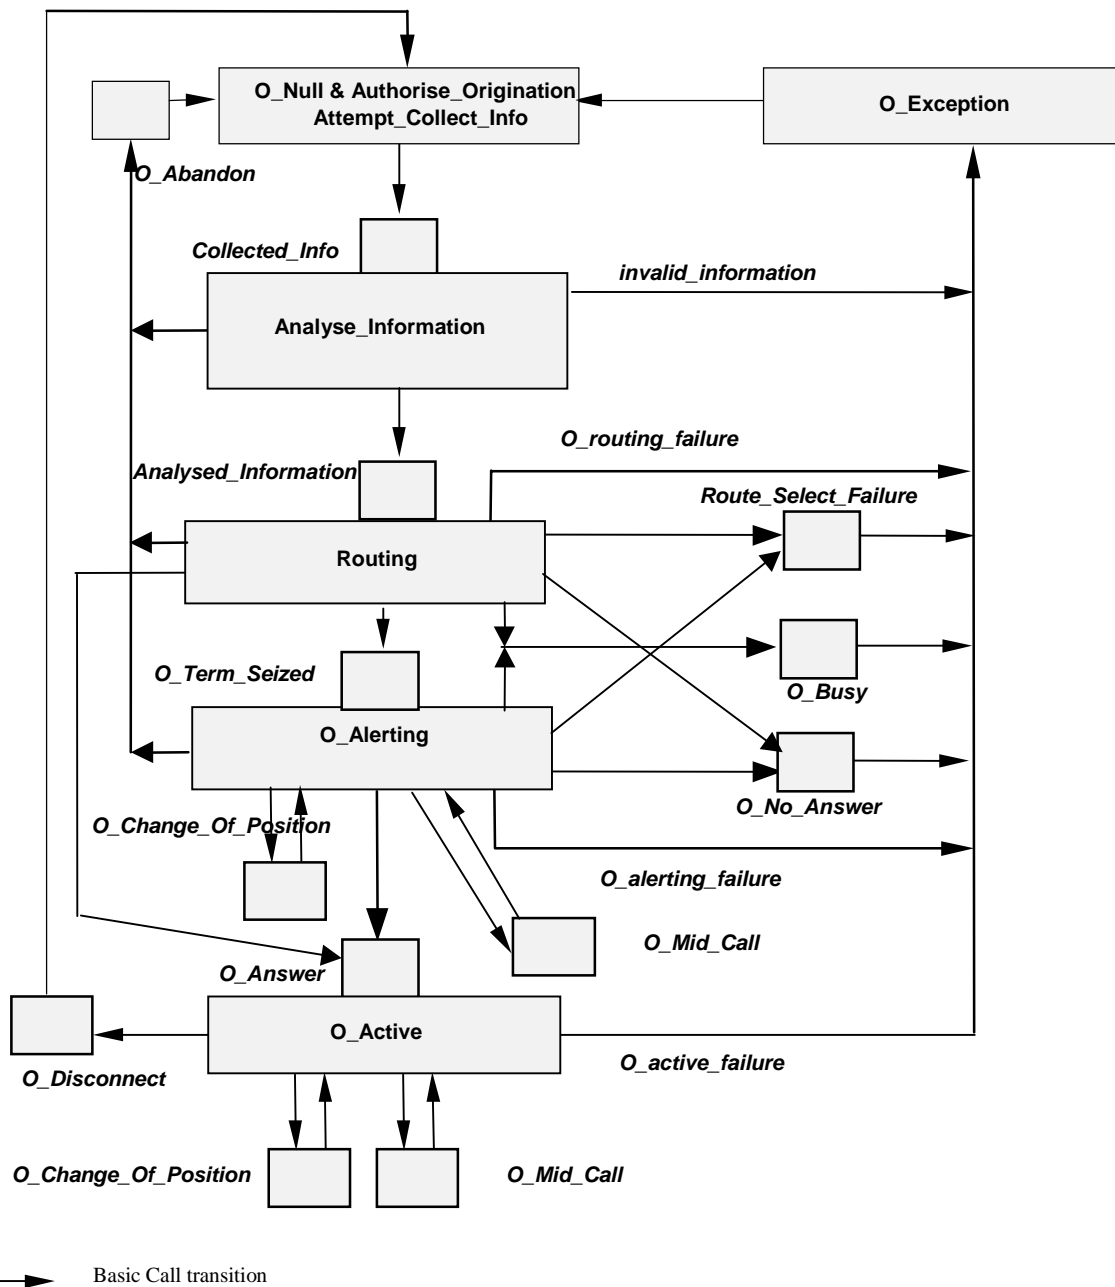 O_Null & Authorise_Origination
Attempt_Collect_Info
O_Exception
O_Abandon
Collected_Info
invalid_information
Analyse_Information
O_routing_failure
Analysed_Information
Route_Select_Failure
Routing
O_Term_Seized
O_Busy
O_Alerting
O_No_Answer
O_Change_Of_Position
O_alerting_failure
O_Mid_Call
O_Answer
O_Active
O_active_failure
O_Disconnect
O_Change_Of_Position
O_Mid_Call
Basic Call transition